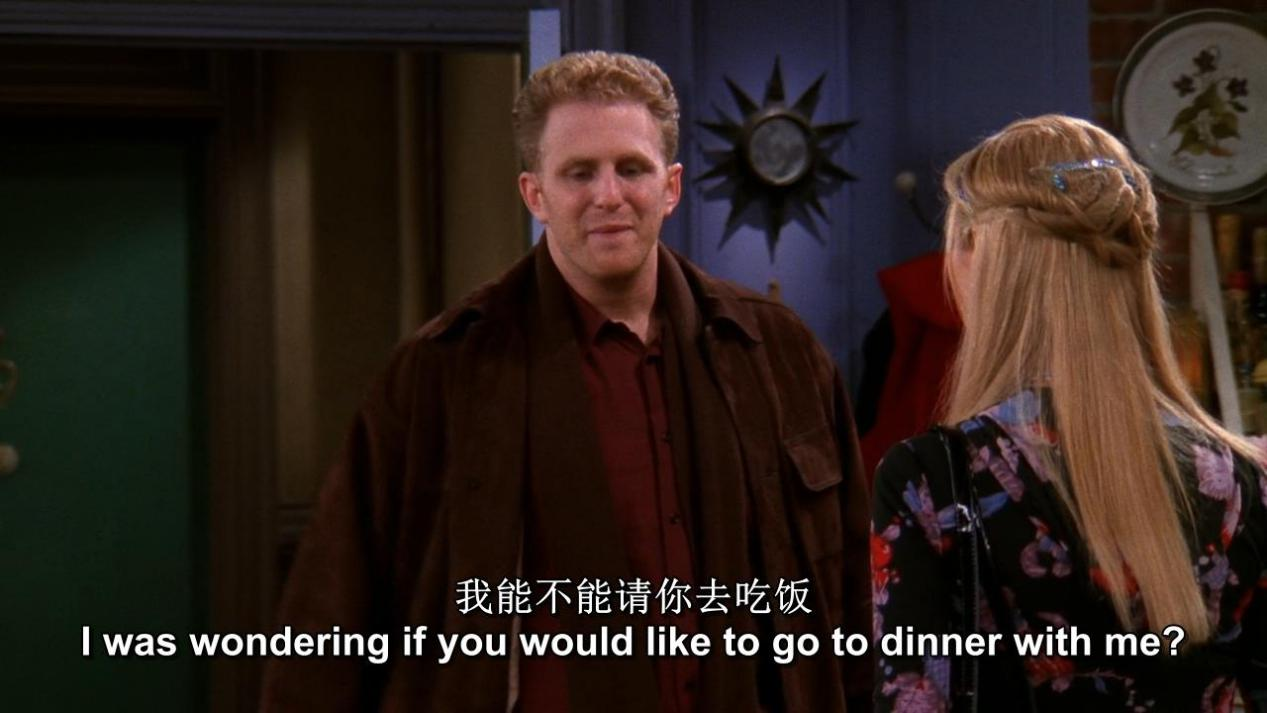 我能不能请你去吃饭
I was wondering if you would like to go to dinner with me?